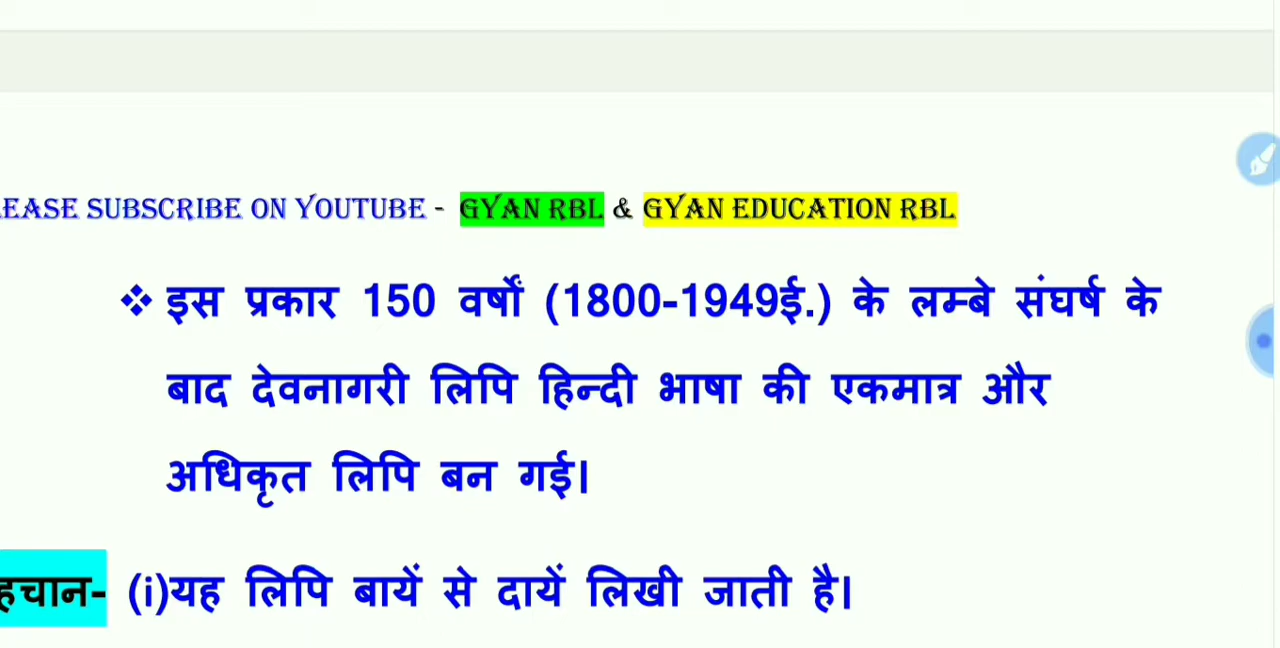 EASE SUBSCRIBE ON YOUTUBE - GYAN RBL & GYAN EDUCATION RBL
❖ इस प्रकार 150 वर्षों (1800-1949ई.) के लम्बे संघर्ष के
बाद देवनागरी लिपि हिन्दी भाषा की एकमात्र और
अधिकृत लिपि बन गई।
हचान- (i)यह लिपि बायें से दायें लिखी जाती है।